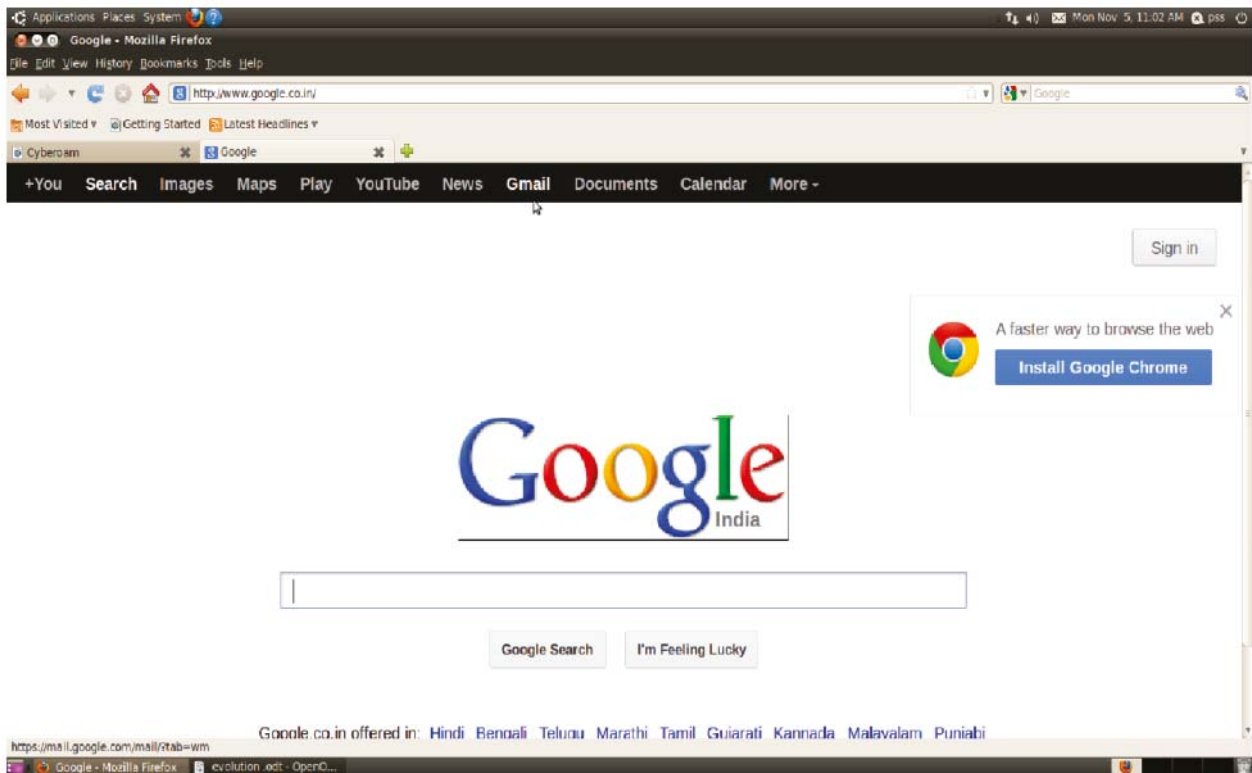 Applications Places System Mon Nov 5, 11:02 AM pss
Google - Mozilla Firefox
File Edit View History Bookmarks Tools Help
http://www.google.co.in/ Google
Most Visited Getting Started Latest Headlines
Cyberoam Google
+You Search Images Maps Play YouTube News Gmail Documents Calendar More
Sign in
A faster way to browse the web
Install Google Chrome
Google
India
Google Search I'm Feeling Lucky
Google.co.in offered in: Hindi Bengali Telugu Marathi Tamil Gujarati Kannada Malayalam Punjabi
https://mail.google.com/mail/?tab=wm
Google - Mozilla Firefox evolution .odt - OpenO...